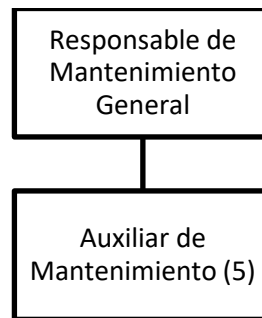 Responsable de
Mantenimiento
General
Auxiliar de
Mantenimiento (5)